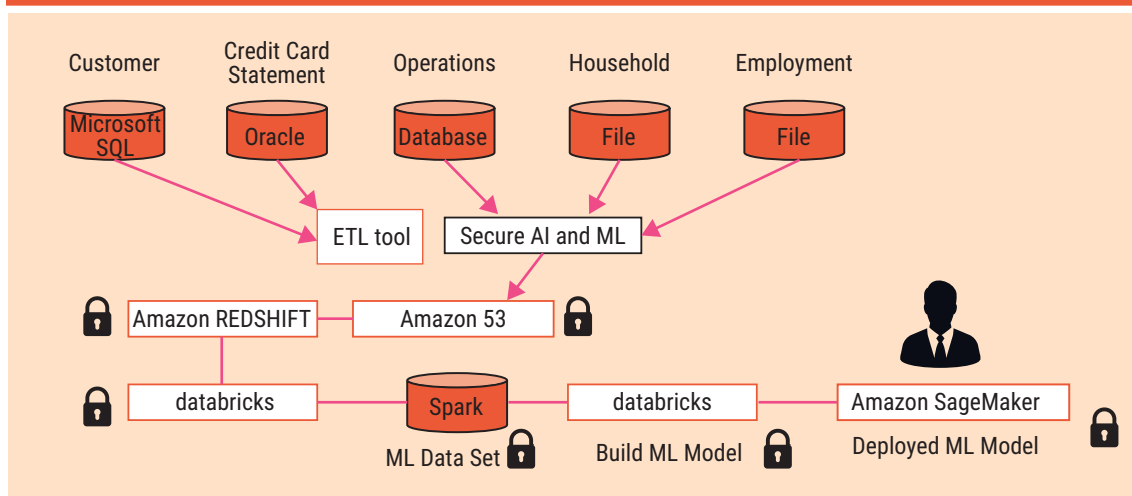 Customer
Credit Card
Statement
Operations
Household
Employment
Microsoft
SQL
Oracle
Database
File
File
ETL tool
Secure AI and ML
Amazon REDSHIFT
Amazon 53
databricks
Spark
databricks
Amazon SageMaker
ML Data Set
Build ML Model
Deployed ML Model